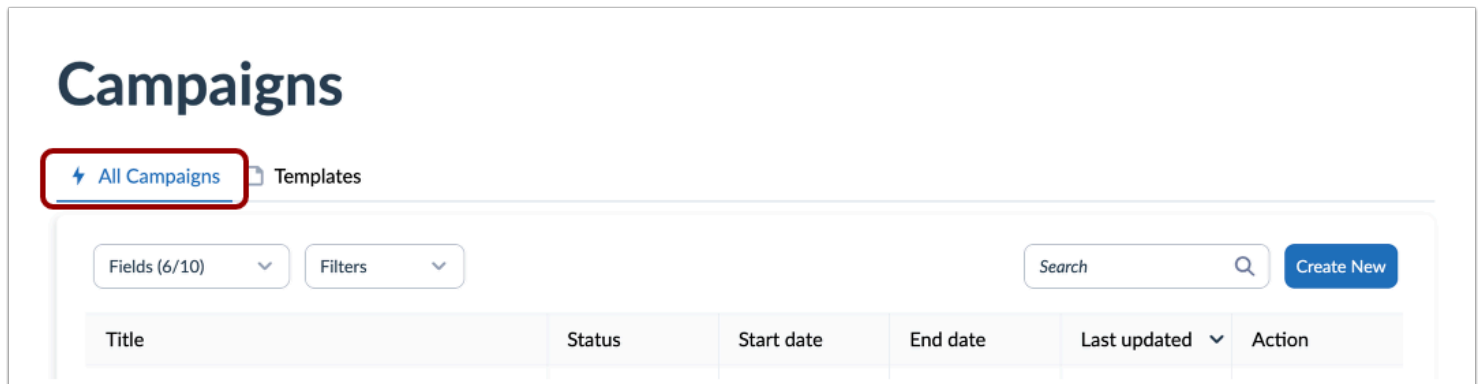 Campaigns
All Campaigns Templates
Fields (6/10) Filters Search Create New
Title Status Start date End date Last updated Action